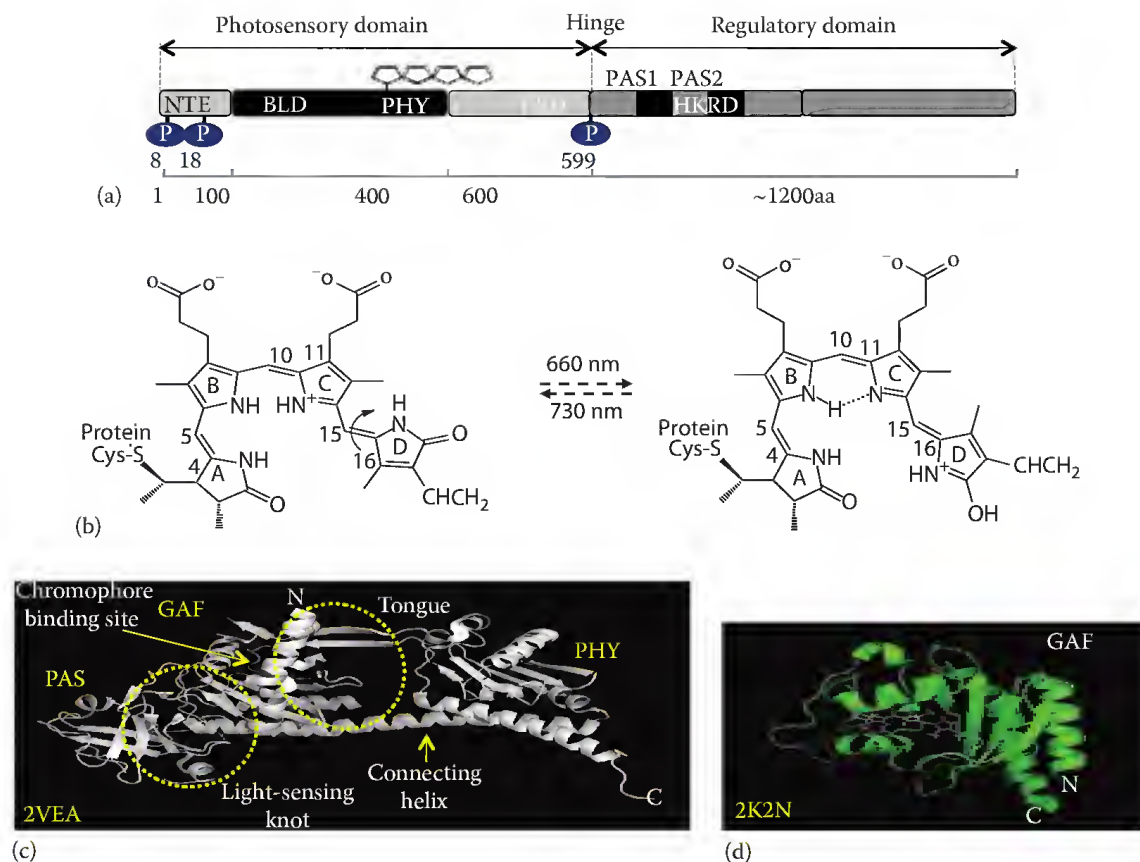 Photosensory domain
Hinge
Regulatory domain
PAS1 PAS2
NTE BLD PHY HKRD
P P P
8 18 599
(a) 1 100 400 600 ~1200aa
O O⁻ ⁻O O
10 11
B C
NH HN⁺
H
N
5 15
Protein
Cys-S
4 NH 16 D O
A
O
CHCH₂
660 nm
730 nm
O O⁻ ⁻O O
10 11
B C
N N
H
5 15
Protein
Cys-S
4 NH 16 D
A HN⁺
O
CHCH₂
OH
(b)
Chromophore
binding site
GAF
N
Tongue
PAS
PHY
Light-sensing
knot
Connecting
helix
C
2VEA
(c)
GAF
N
C
2K2N
(d)